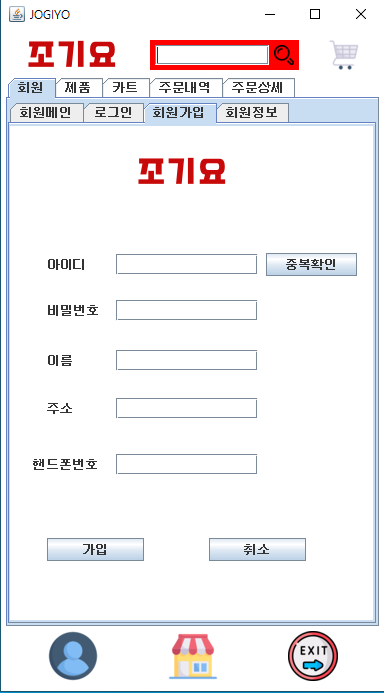 JOGIYO
쪼기요
회원 제품 카트 주문내역 주문상세
회원메인 로그인 회원가입 회원정보
쪼기요
아이디 중복확인
비밀번호
이름
주소
핸드폰번호
가입 취소
EXIT